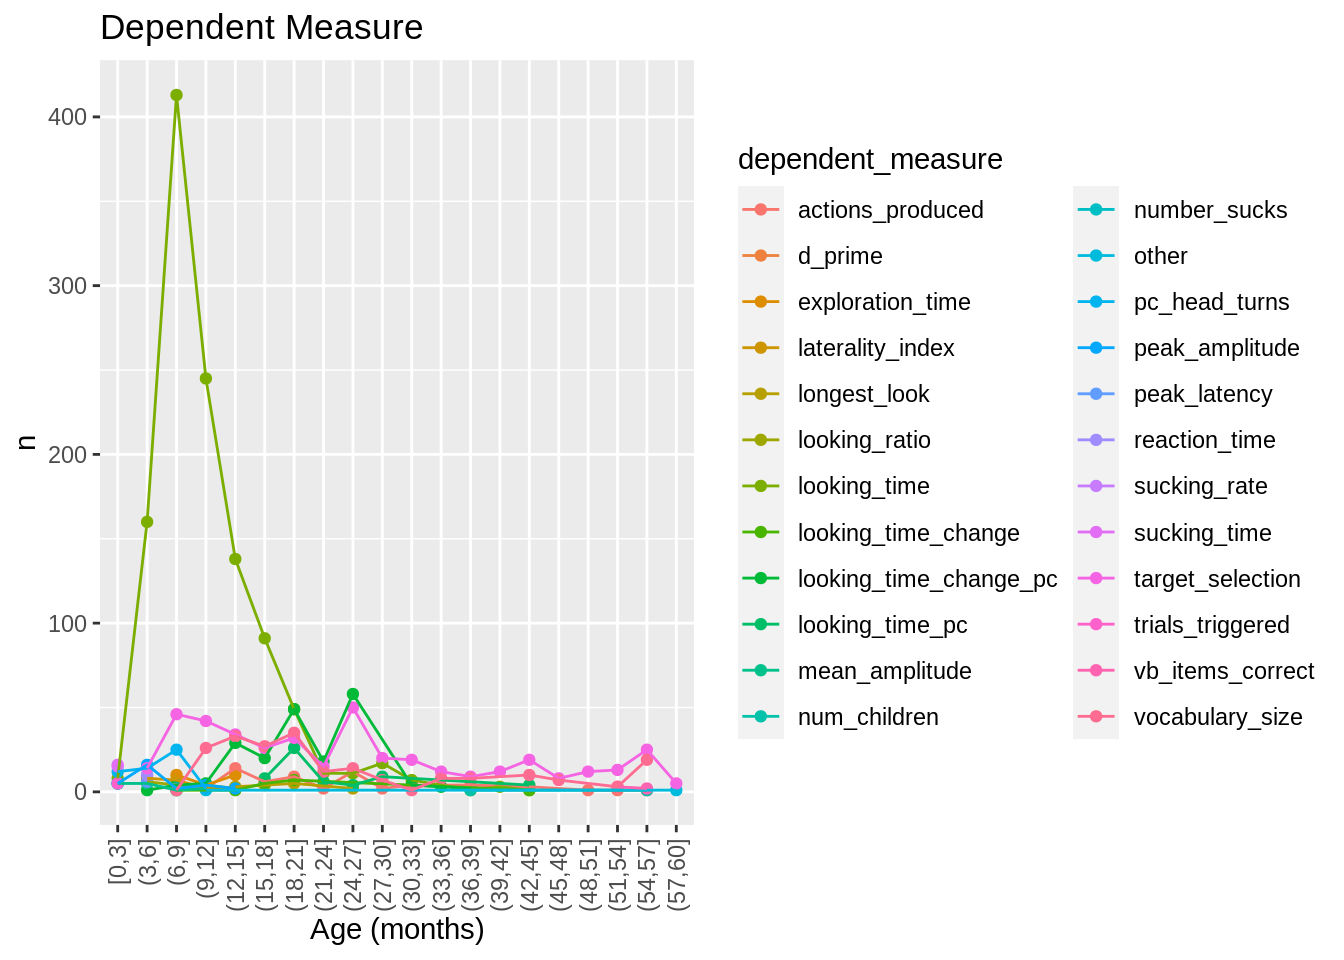 Dependent Measure
400
300
200
100
0
n
[0,3]
(3,6]
(6,9]
(9,12]
(12,15]
(15,18]
(18,21]
(21,24]
(24,27]
(27,30]
(30,33]
(33,36]
(36,39]
(39,42]
(42,45]
(45,48]
(48,51]
(51,54]
(54,57]
(57,60]
Age (months)
dependent_measure
actions_produced
d_prime
exploration_time
laterality_index
longest_look
looking_ratio
looking_time
looking_time_change
looking_time_change_pc
looking_time_pc
mean_amplitude
num_children
number_sucks
other
pc_head_turns
peak_amplitude
peak_latency
reaction_time
sucking_rate
sucking_time
target_selection
trials_triggered
vb_items_correct
vocabulary_size